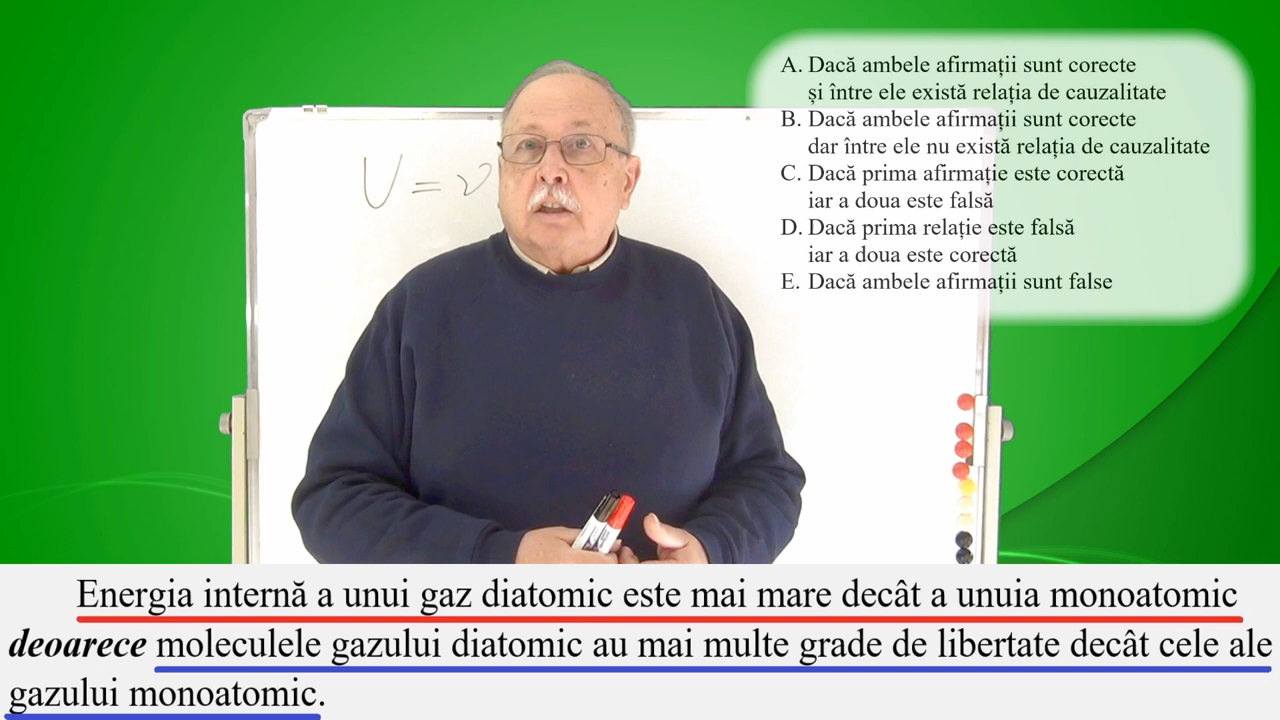 U = ν
A. Dacă ambele afirmații sunt corecte
și între ele există relația de cauzalitate
B. Dacă ambele afirmații sunt corecte
dar între ele nu există relația de cauzalitate
C. Dacă prima afirmație este corectă
iar a doua este falsă
D. Dacă prima relație este falsă
iar a doua este corectă
E. Dacă ambele afirmații sunt false
Energia internă a unui gaz diatomic este mai mare decât a unuia monoatomic
deoarece moleculele gazului diatomic au mai multe grade de libertate decât cele ale
gazului monoatomic.